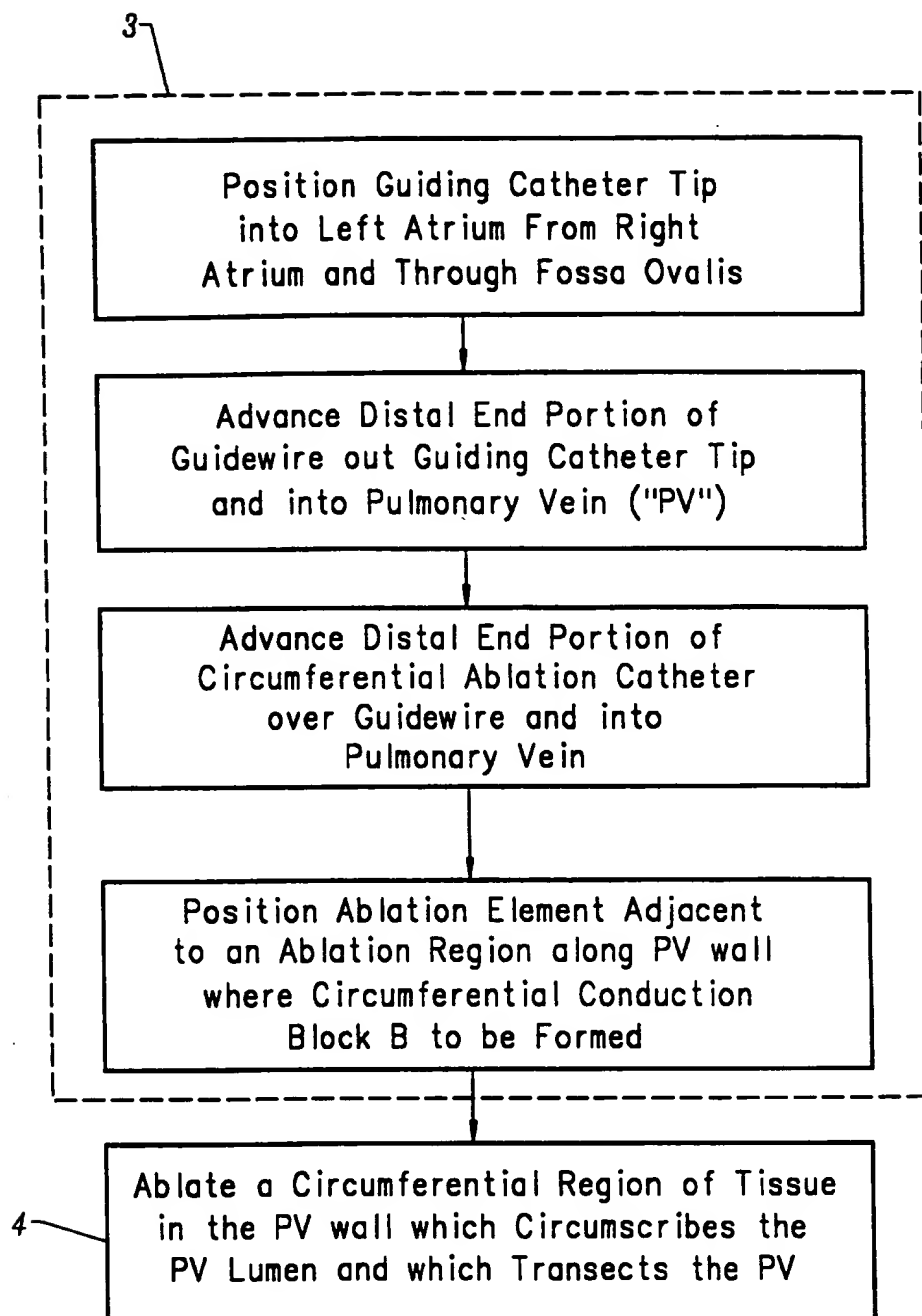 3
Position Guiding Catheter Tip
into Left Atrium From Right
Atrium and Through Fossa Ovalis
Advance Distal End Portion of
Guidewire out Guiding Catheter Tip
and into Pulmonary Vein ("PV")
Advance Distal End Portion of
Circumferential Ablation Catheter
over Guidewire and into
Pulmonary Vein
Position Ablation Element Adjacent
to an Ablation Region along PV wall
where Circumferential Conduction
Block B to be Formed
4
Ablate a Circumferential Region of Tissue
in the PV wall which Circumscribes the
PV Lumen and which Transects the PV